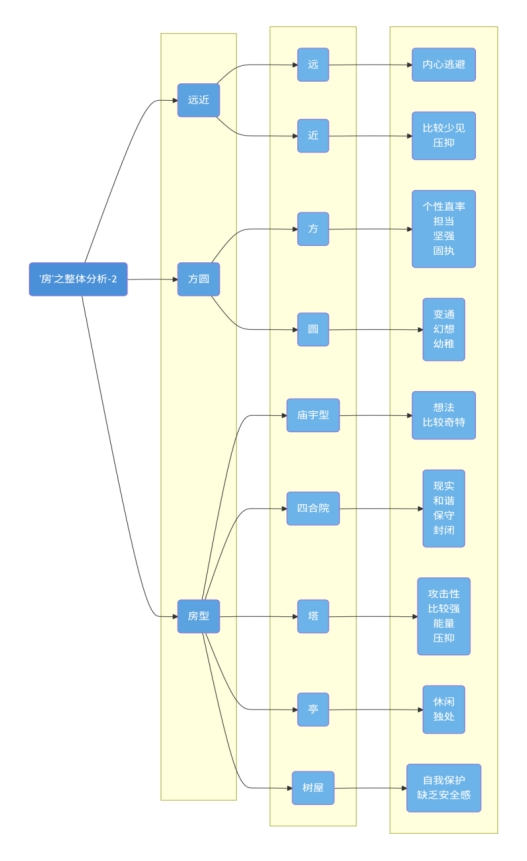 '房'之整体分析-2
远近
远
内心逃避
近
比较少见
压抑
方圆
方
个性直率
担当
坚强
固执
圆
变通
幻想
幼稚
房型
庙宇型
想法
比较奇特
四合院
现实
和谐
保守
封闭
塔
攻击性
比较强
能量
压抑
亭
休闲
独处
树屋
自我保护
缺乏安全感